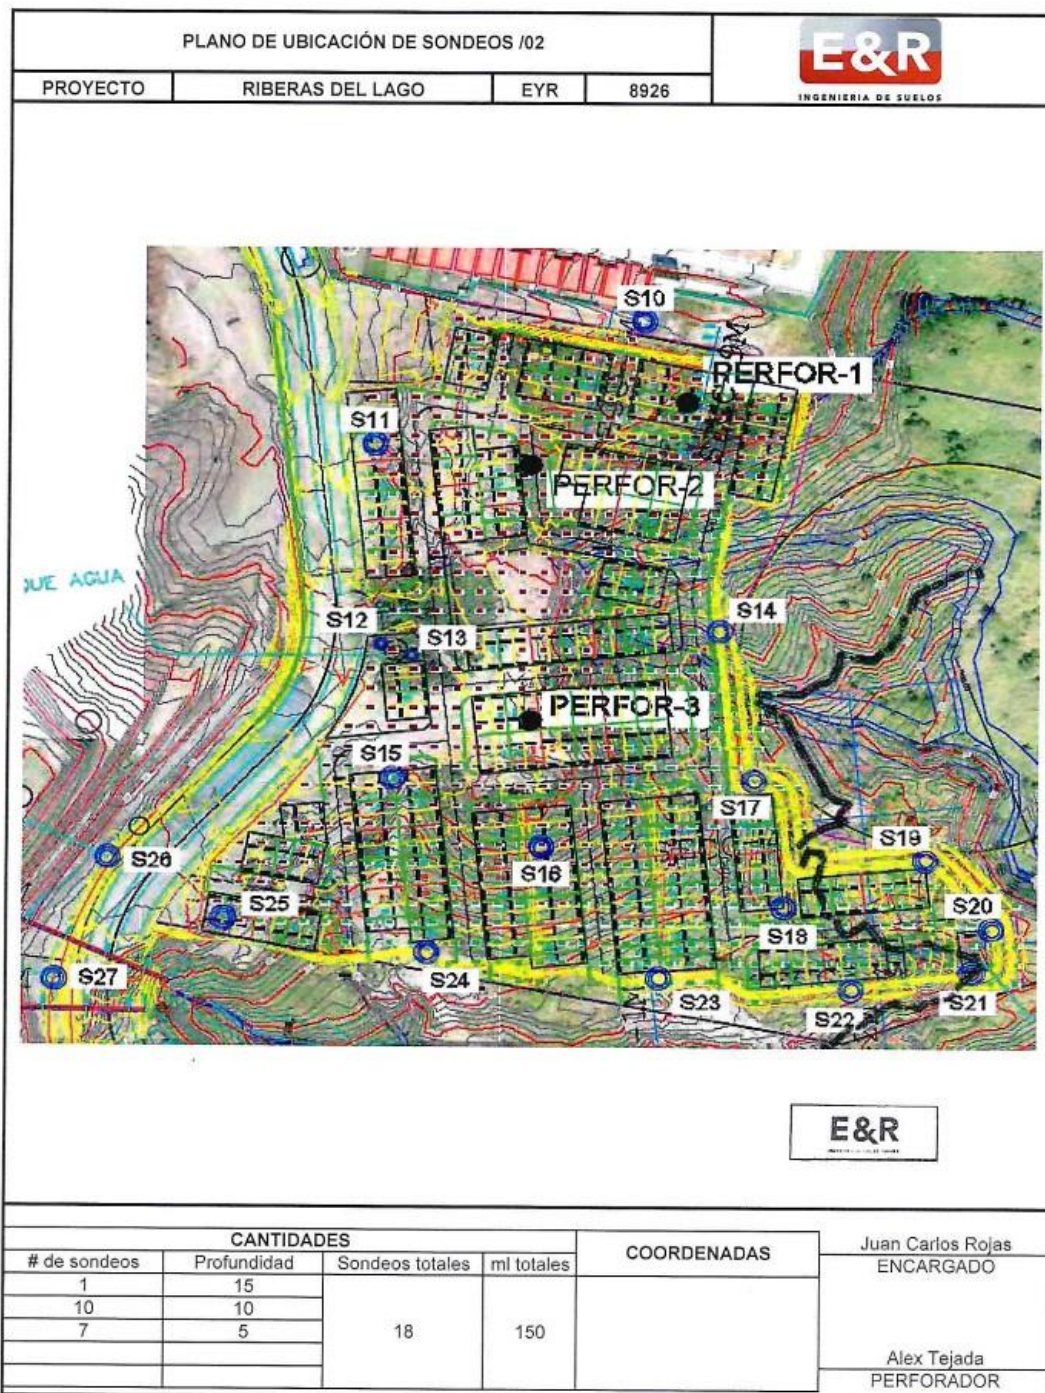 PLANO DE UBICACIÓN DE SONDEOS /02
E&R
INGENIERIA DE SUELOS
PROYECTO RIBERAS DEL LAGO EYR 8926
S10
PERFOR-1
S11
PERFOR-2
QUE AGUA
S12
S13
S14
PERFOR-3
S15
S17
S16
S19
S26
S25
S18
S20
S27
S24
S23
S22
S21
E&R
CANTIDADES
COORDENADAS
Juan Carlos Rojas
ENCARGADO
# de sondeos Profundidad Sondeos totales ml totales
1 15
10 10
7 5 18 150
Alex Tejada
PERFORADOR